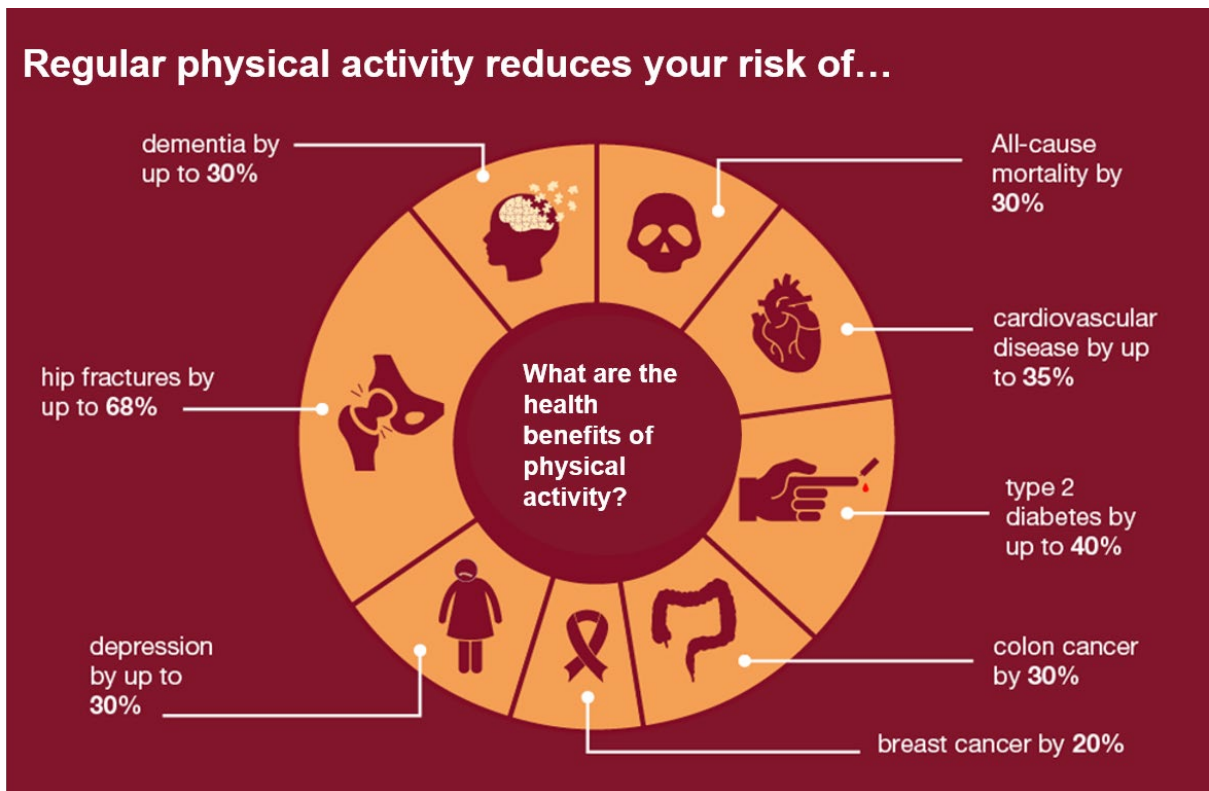 Regular physical activity reduces your risk of...
dementia by
up to 30%
All-cause
mortality by
30%
cardiovascular
disease by up
to 35%
hip fractures by
up to 68%
What are the
health
benefits of
physical
activity?
type 2
diabetes by
up to 40%
depression
by up to
30%
colon cancer
by 30%
breast cancer by 20%